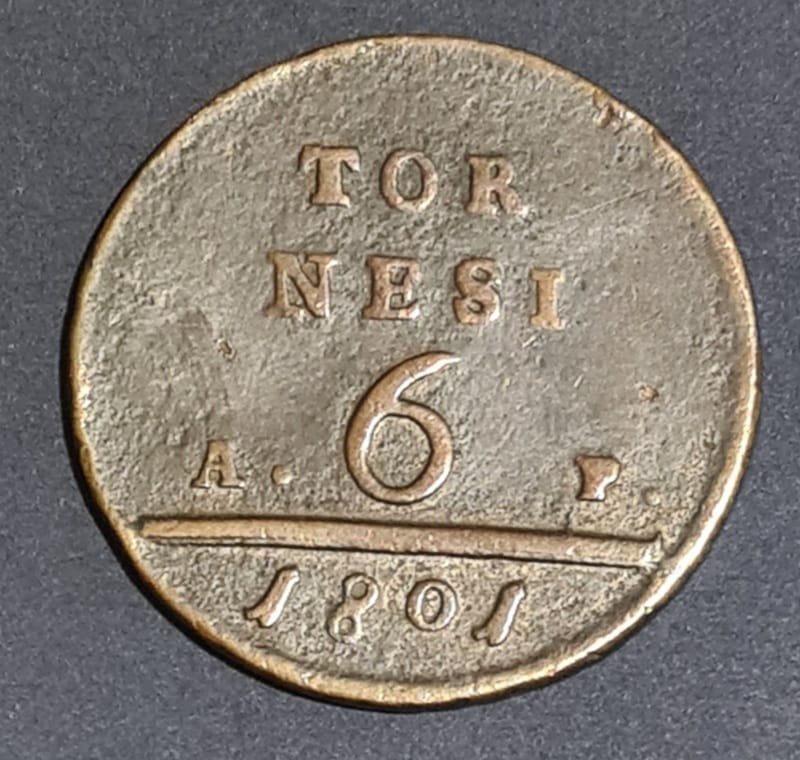 TOR
NESI
6
A. P.
1801